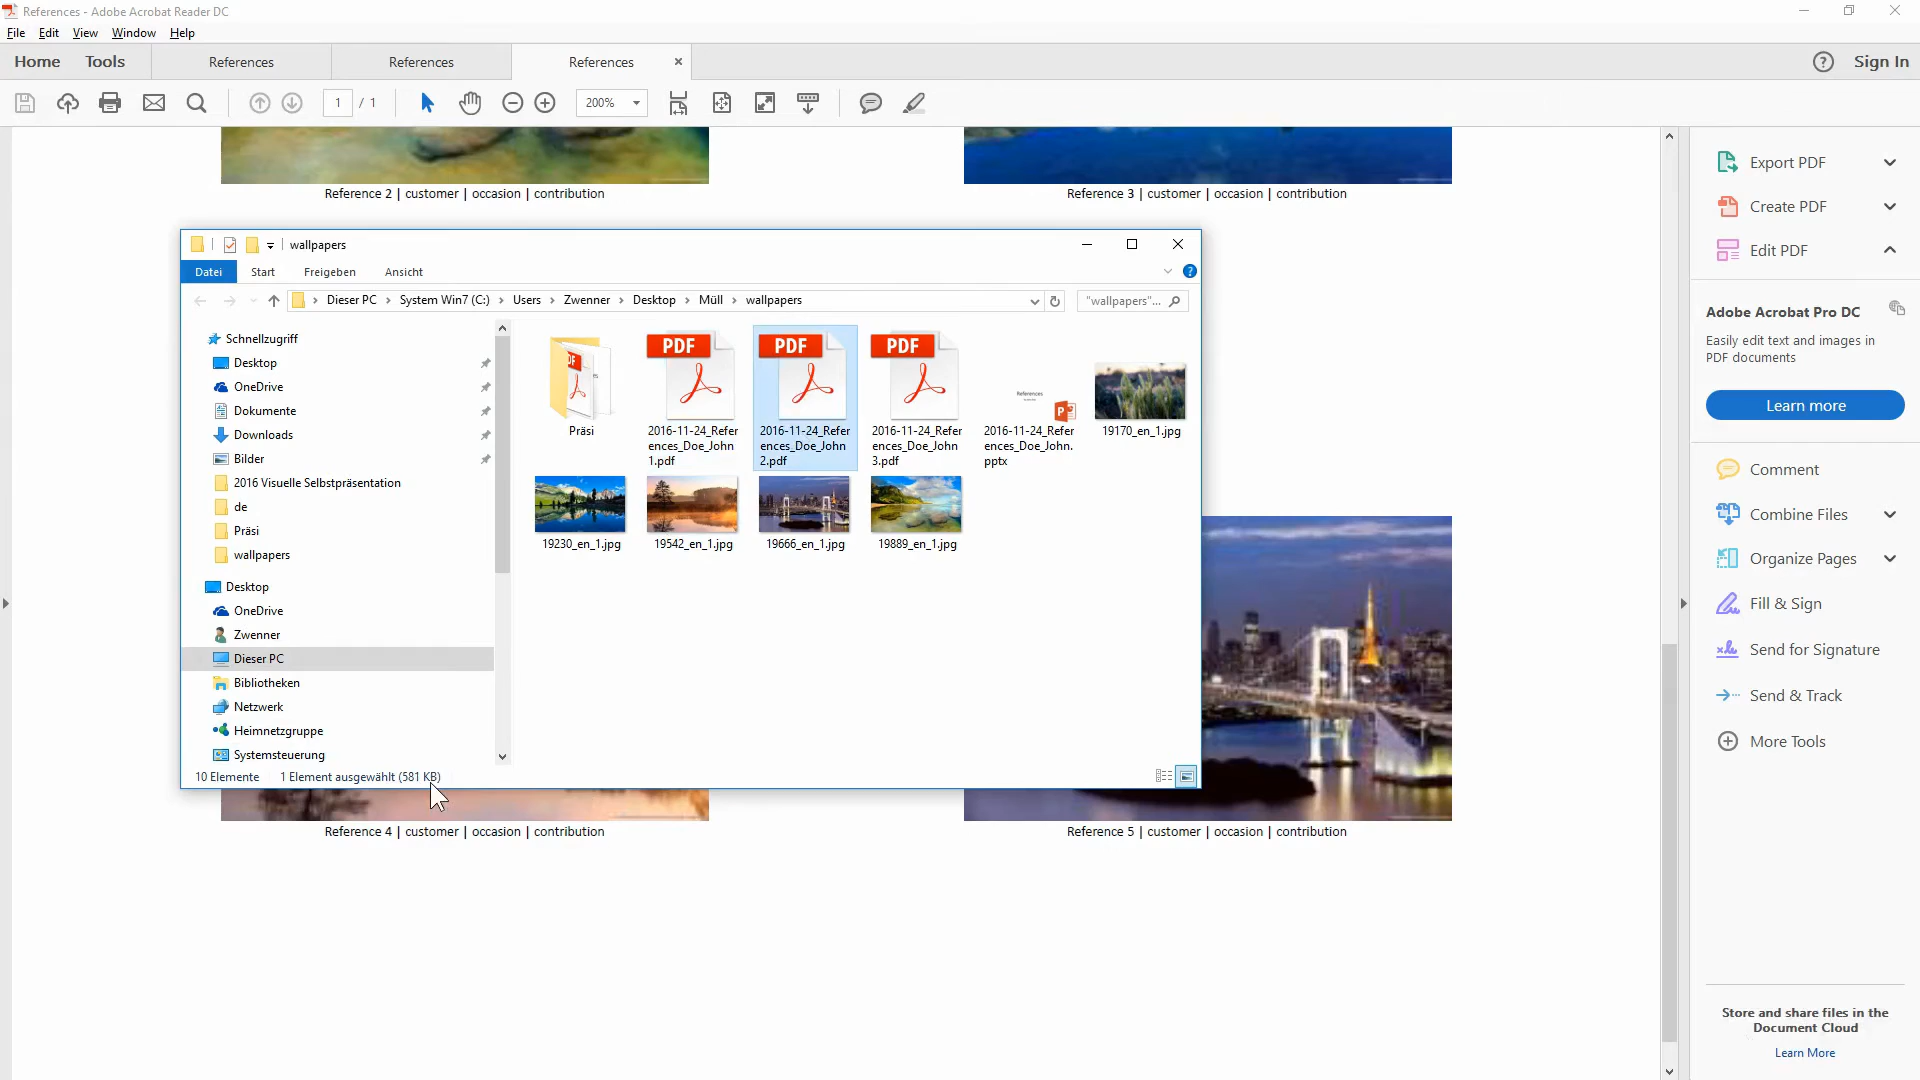 References - Adobe Acrobat Reader DC
File Edit View Window Help
Home Tools References References References Sign In
1 / 1 200%
Reference 2 | customer | occasion | contribution
Reference 3 | customer | occasion | contribution
wallpapers
Datei Start Freigeben Ansicht
Dieser PC System Win7 (C:) Users Zwenner Desktop Müll wallpapers
"wallpapers"...
Schnellzugriff
Desktop
OneDrive
Dokumente
Downloads
Bilder
2016 Visuelle Selbstpräsentation
de
Präsi
wallpapers
Desktop
OneDrive
Zwenner
Dieser PC
Bibliotheken
Netzwerk
Heimnetzgruppe
Systemsteuerung
Präsi
PDF
2016-11-24_Refer
ences_Doe_John
1.pdf
PDF
2016-11-24_Refer
ences_Doe_John
2.pdf
PDF
2016-11-24_Refer
ences_Doe_John
3.pdf
References
2016-11-24_Refer
ences_Doe_John.
pptx
19170_en_1.jpg
19230_en_1.jpg
19542_en_1.jpg
19666_en_1.jpg
19889_en_1.jpg
10 Elemente 1 Element ausgewählt (581 KB)
Reference 4 | customer | occasion | contribution
Reference 5 | customer | occasion | contribution
Export PDF
Create PDF
Edit PDF
Adobe Acrobat Pro DC
Easily edit text and images in
PDF documents
Learn more
Comment
Combine Files
Organize Pages
Fill & Sign
Send for Signature
Send & Track
More Tools
Store and share files in the
Document Cloud
Learn More